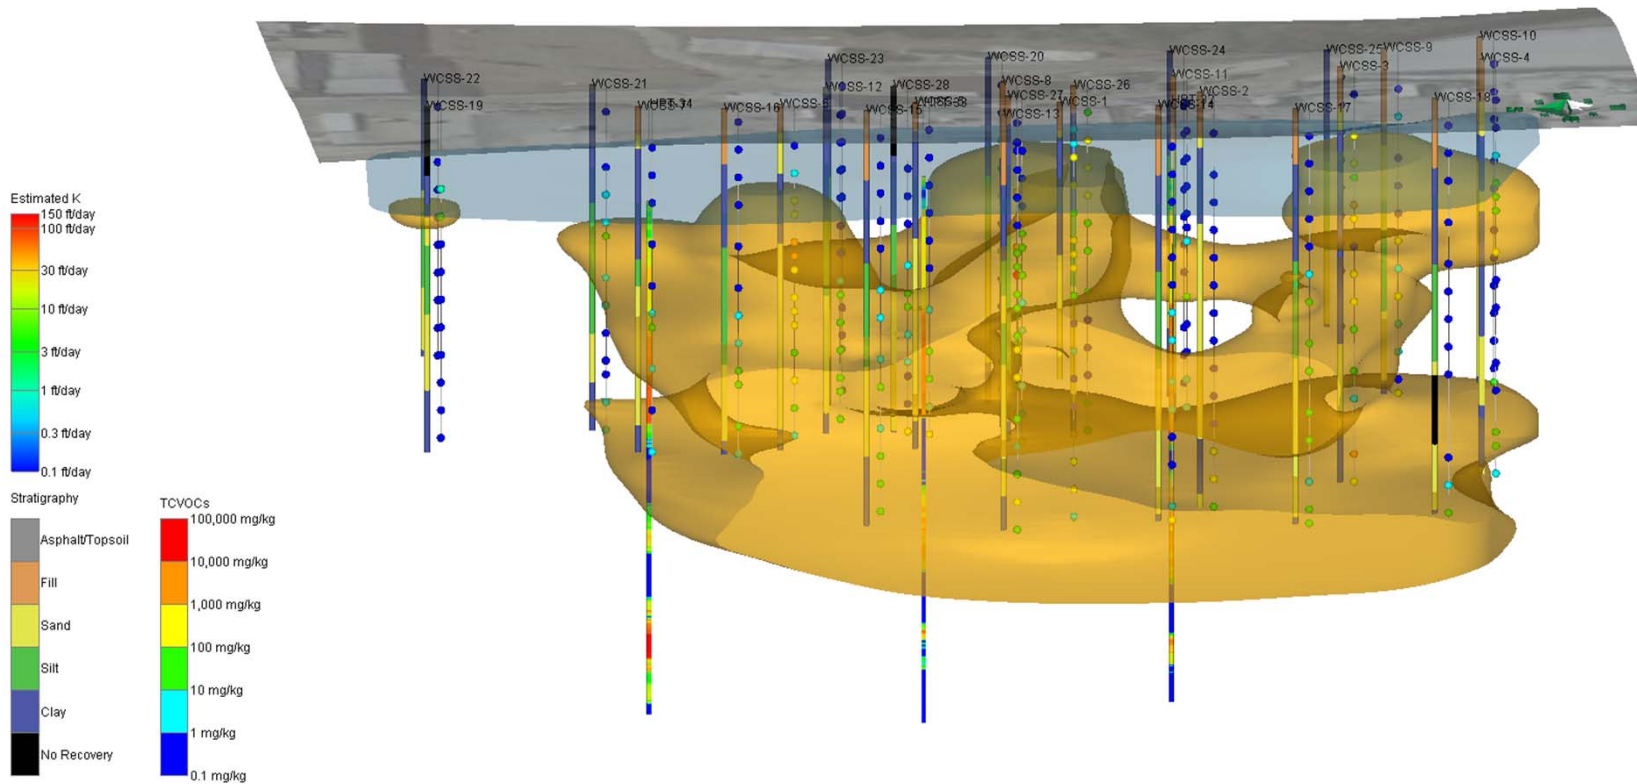 WCSS-10
WCSS-20
WCSS-24
WCSS-25
WCSS-9
WCSS-23
WCSS-4
WCSS-22
WCSS-21
WCSS-12
WCSS-28
WCSS-8
WCSS-26
WCSS-11
WCSS-3
WCSS-19
WCSS-16
WCSS-15
WCSS-27
WCSS-13
WCSS-1
WCSS-14
WCSS-2
WCSS-17
WCSS-18
Estimated K
150 ft/day
100 ft/day
30 ft/day
10 ft/day
3 ft/day
1 ft/day
0.3 ft/day
0.1 ft/day
Stratigraphy
Asphalt/Topsoil
Fill
Sand
Silt
Clay
No Recovery
TCVOCs
100,000 mg/kg
10,000 mg/kg
1,000 mg/kg
100 mg/kg
10 mg/kg
1 mg/kg
0.1 mg/kg